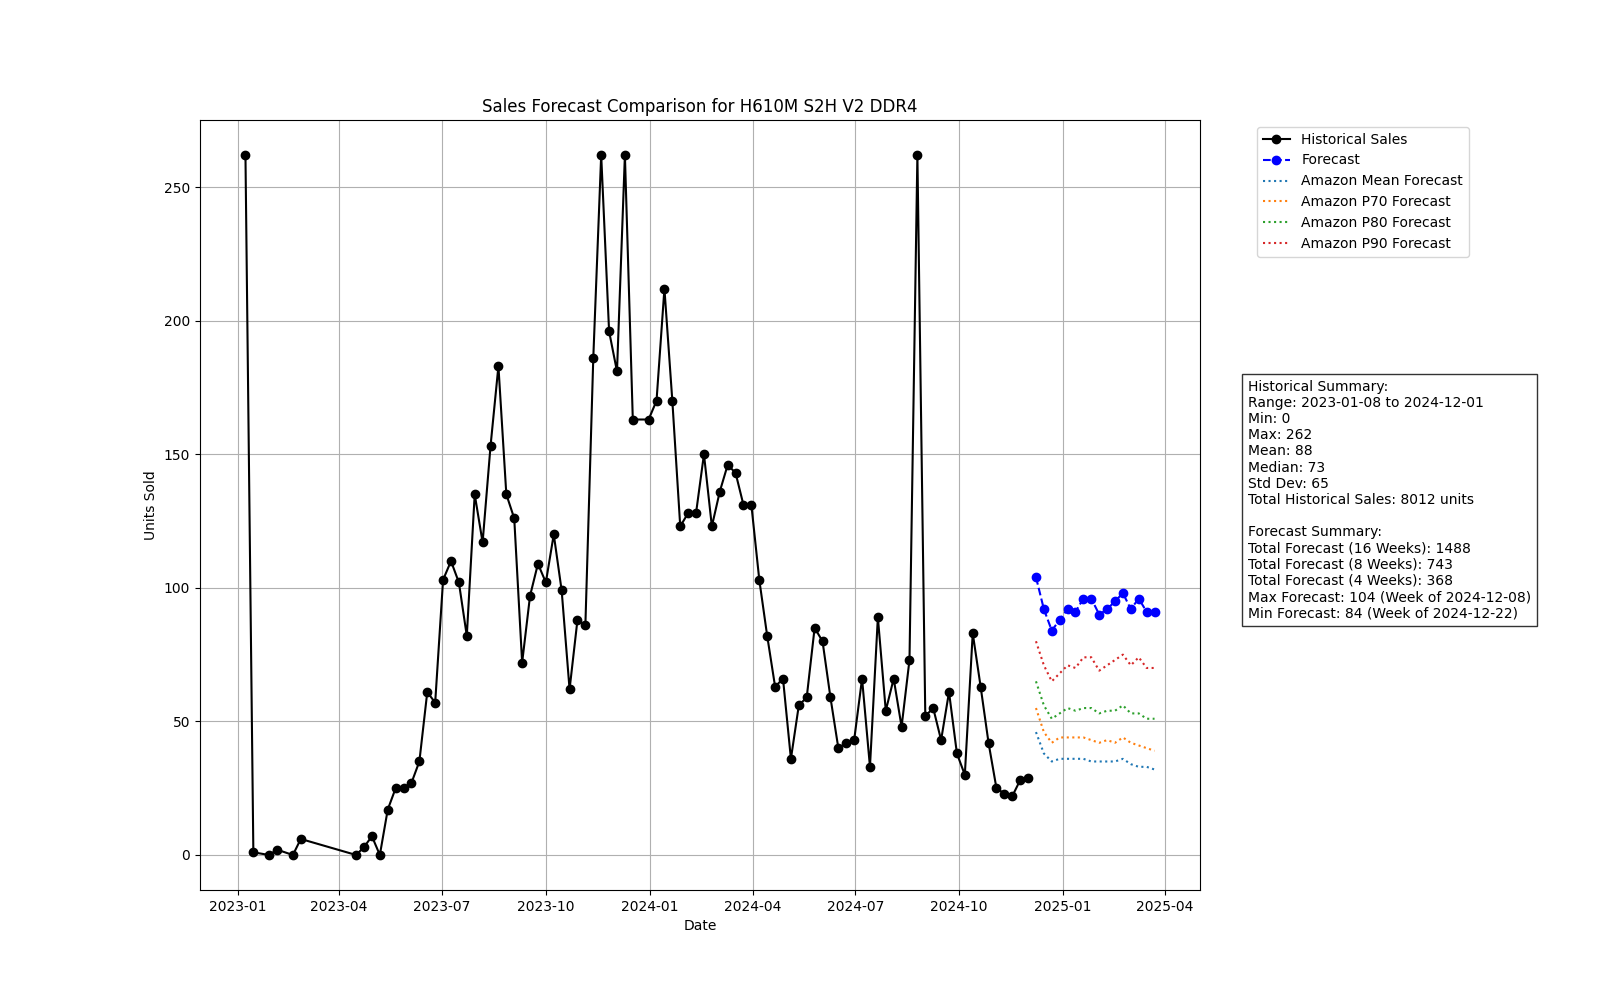 Sales Forecast Comparison for H610M S2H V2 DDR4
Units Sold
250
200
150
100
50
0
2023-01
2023-04
2023-07
2023-10
2024-01
2024-04
2024-07
2024-10
2025-01
2025-04
Date
Historical Sales
Forecast
Amazon Mean Forecast
Amazon P70 Forecast
Amazon P80 Forecast
Amazon P90 Forecast
Historical Summary:
Range: 2023-01-08 to 2024-12-01
Min: 0
Max: 262
Mean: 88
Median: 73
Std Dev: 65
Total Historical Sales: 8012 units
Forecast Summary:
Total Forecast (16 Weeks): 1488
Total Forecast (8 Weeks): 743
Total Forecast (4 Weeks): 368
Max Forecast: 104 (Week of 2024-12-08)
Min Forecast: 84 (Week of 2024-12-22)